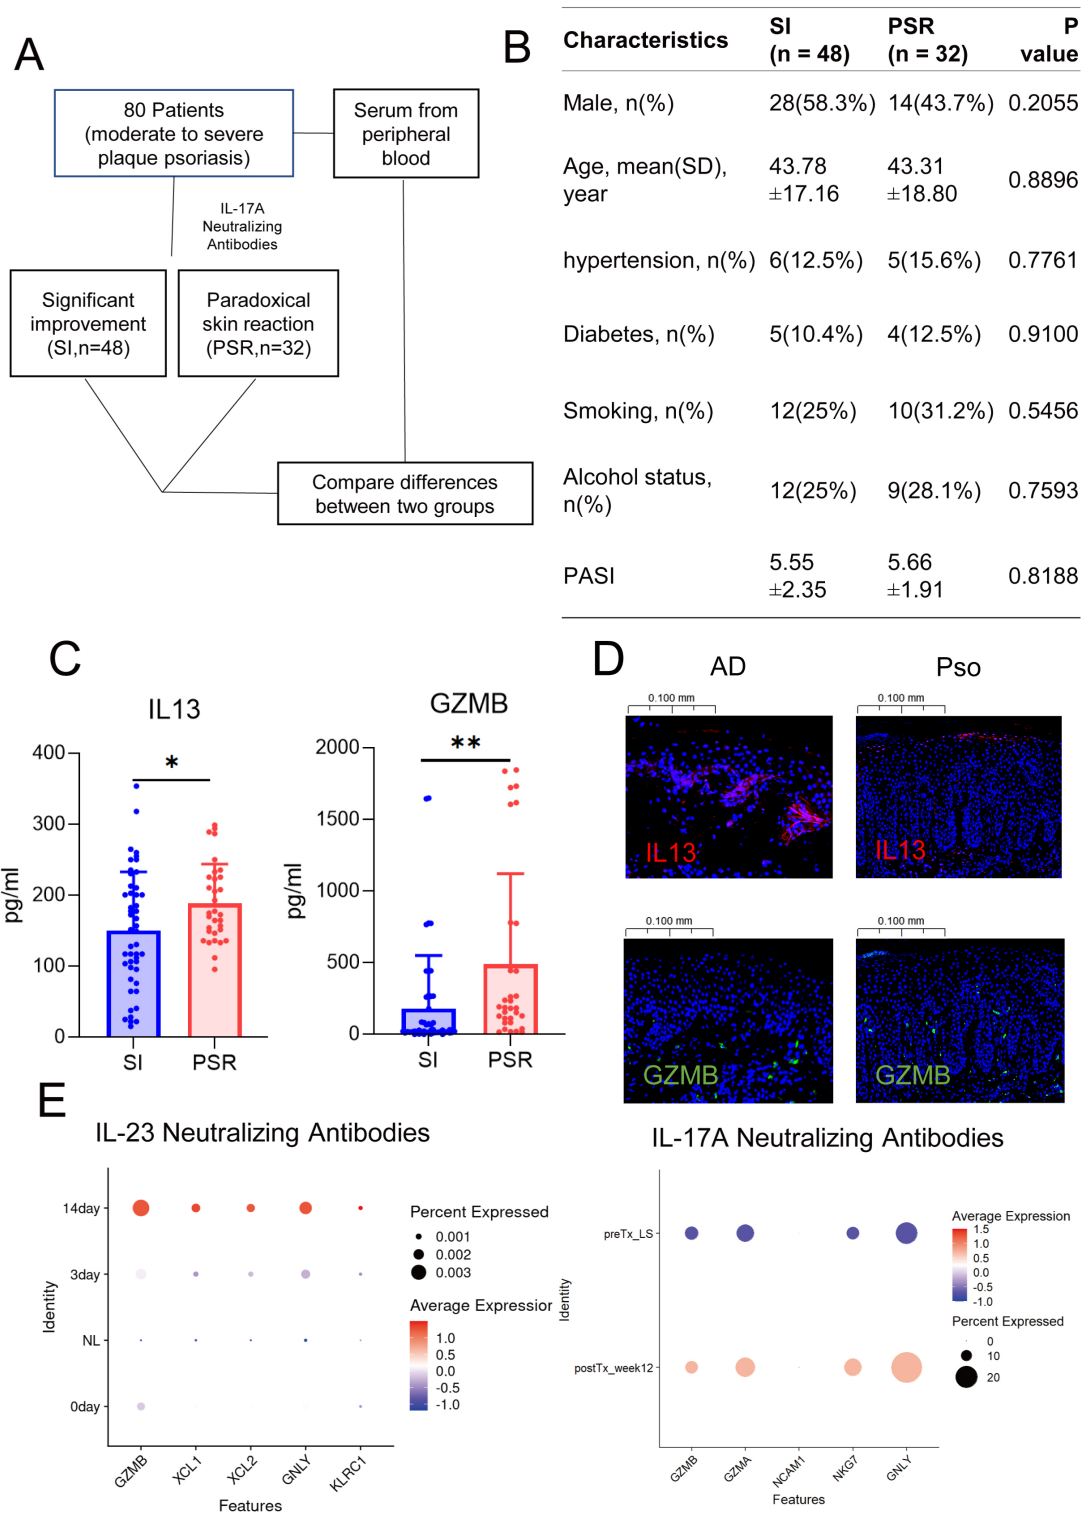 A
80 Patients
(moderate to severe
plaque psoriasis)
Serum from
peripheral
blood
IL-17A
Neutralizing
Antibodies
Significant
improvement
(SI,n=48)
Paradoxical
skin reaction
(PSR,n=32)
Compare differences
between two groups
B
Characteristics SI (n = 48) PSR (n = 32) P value
Male, n(%) 28(58.3%) 14(43.7%) 0.2055
Age, mean(SD), year 43.78 ±17.16 43.31 ±18.80 0.8896
hypertension, n(%) 6(12.5%) 5(15.6%) 0.7761
Diabetes, n(%) 5(10.4%) 4(12.5%) 0.9100
Smoking, n(%) 12(25%) 10(31.2%) 0.5456
Alcohol status, n(%) 12(25%) 9(28.1%) 0.7593
PASI 5.55 ±2.35 5.66 ±1.91 0.8188
C
IL13
*
pg/ml
400
300
200
100
0
SI PSR
GZMB
**
pg/ml
2000
1500
1000
500
0
SI PSR
D
AD Pso
0.100 mm 0.100 mm
IL13 IL13
0.100 mm 0.100 mm
GZMB GZMB
E
IL-23 Neutralizing Antibodies
Identity
14day
3day
NL
0day
GZMB XCL1 XCL2 GNLY KLRC1
Features
Percent Expressed
0.001
0.002
0.003
Average Expression
1.0
0.5
0.0
-0.5
-1.0
IL-17A Neutralizing Antibodies
Identity
preTx_LS
postTx_week12
GZMB GZMA NCAM1 NKG7 GNLY
Features
Average Expression
1.5
1.0
0.5
0.0
-0.5
-1.0
Percent Expressed
0
10
20